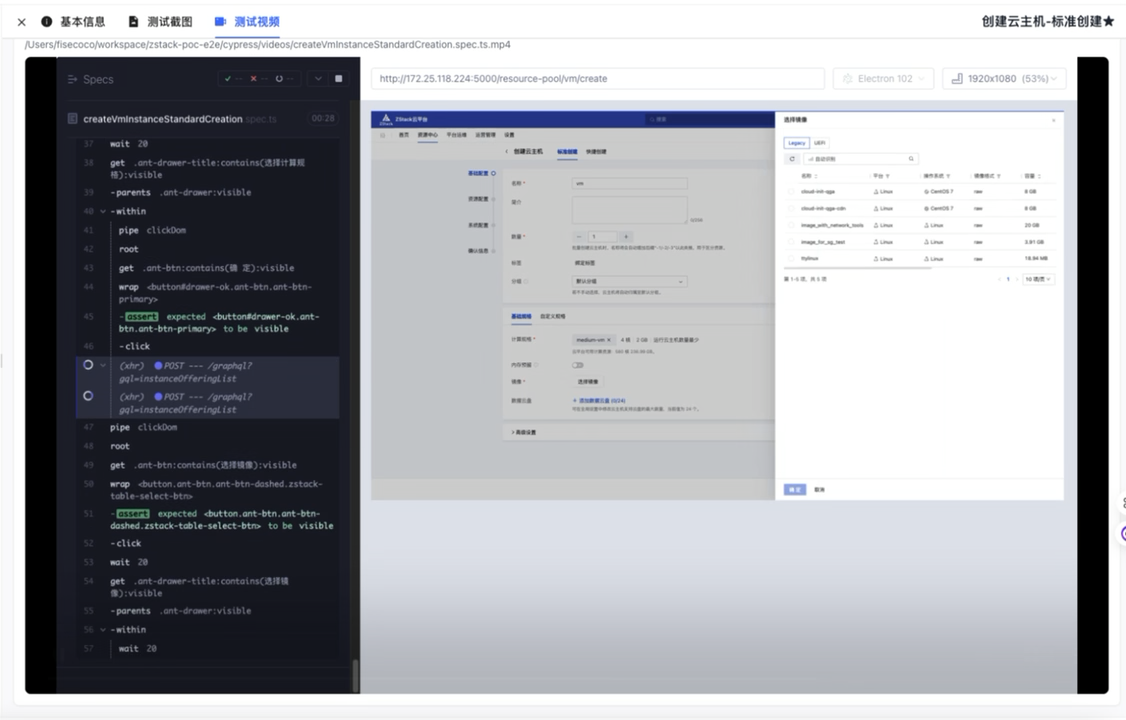 基本信息 测试截图 测试视频 创建云主机-标准创建★
/Users/fisecoco/workspace/zstack-poc-e2e/cypress/videos/createVmInstanceStandardCreation.spec.ts.mp4
Specs
createVmInstanceStandardCreation.spec.ts 00:28
37 wait 20
38 get .ant-drawer-title:contains(选择计算规
格):visible
39 -parents .ant-drawer:visible
40 -within
41 pipe clickDom
42 root
43 get .ant-btn:contains(确 定):visible
44 wrap <button#drawer-ok.ant-btn.ant-btn-
primary>
45 -assert expected <button#drawer-ok.ant-
btn.ant-btn-primary> to be visible
46 -click
(xhr) POST --- /graphql?
gql=instanceOfferingList
(xhr) POST --- /graphql?
gql=instanceOfferingList
47 pipe clickDom
48 root
49 get .ant-btn:contains(选择镜像):visible
50 wrap <button.ant-btn.ant-btn-dashed.zstack-
table-select-btn>
51 -assert expected <button.ant-btn.ant-btn-
dashed.zstack-table-select-btn> to be visible
52 -click
53 wait 20
54 get .ant-drawer-title:contains(选择镜
像):visible
55 -parents .ant-drawer:visible
56 -within
57 wait 20
http://172.25.118.224:5000/resource-pool/vm/create Electron 102 1920x1080 (53%)
ZStack ZStack云平台 搜索
首页 资源中心 平台运维 运营管理 设置
创建云主机 标准创建 快捷创建
基础配置
资源配置
系统配置
确认信息
名称 * vm
简介
数量 * 1
标签 绑定标签
分组 默认分组
基础规格 自定义规格
计算规格 * medium-vm × 4 核 2 GB 运行云主机数量最少
内存预留
镜像 * 选择镜像
数据云盘 + 添加数据云盘 (0/24)
高级设置
选择镜像
Legacy UEFI
自动识别
名称 平台 操作系统 镜像格式 容量
cloud-init-qga Linux CentOS 7 raw 8 GB
cloud-init-qga-cdn Linux CentOS 7 raw 8 GB
image_with_network_tools Linux Linux raw 20 GB
image_for_sg_test Linux Linux raw 3.91 GB
ttylinux Linux Linux raw 18.94 MB
第 1-5 项, 共 5 项 1 10 项/页
确 定 取消